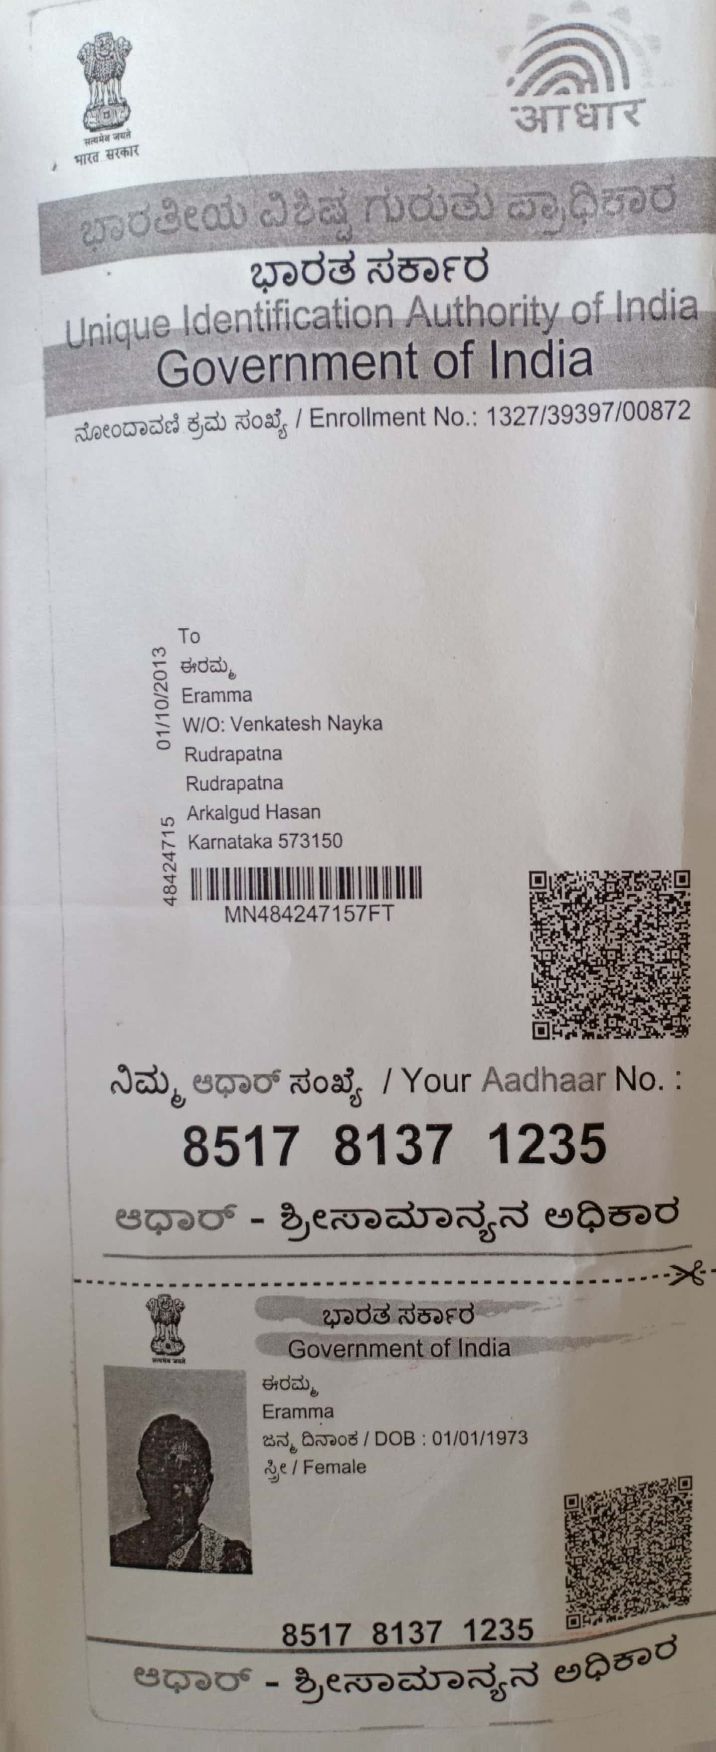 आधार
सत्यमेव जयते
भारत सरकार
ಭಾರತೀಯ ವಿಶಿಷ್ಟ ಗುರುತು ಪ್ರಾಧಿಕಾರ
ಭಾರತ ಸರ್ಕಾರ
Unique Identification Authority of India
Government of India
ನೋಂದಾವಣಿ ಕ್ರಮ ಸಂಖ್ಯೆ / Enrollment No.: 1327/39397/00872
To
ಈರಮ್ಮ
Eramma
W/O: Venkatesh Nayka
Rudrapatna
Rudrapatna
Arkalgud Hasan
Karnataka 573150
01/10/2013
48424715
MN484247157FT
ನಿಮ್ಮ ಆಧಾರ್ ಸಂಖ್ಯೆ / Your Aadhaar No. :
8517 8137 1235
ಆಧಾರ್ - ಶ್ರೀಸಾಮಾನ್ಯನ ಅಧಿಕಾರ
सत्यमेव जयते
ಭಾರತ ಸರ್ಕಾರ
Government of India
ಈರಮ್ಮ
Eramma
ಜನ್ಮ ದಿನಾಂಕ / DOB : 01/01/1973
ಸ್ತ್ರೀ / Female
8517 8137 1235
ಆಧಾರ್ - ಶ್ರೀಸಾಮಾನ್ಯನ ಅಧಿಕಾರ